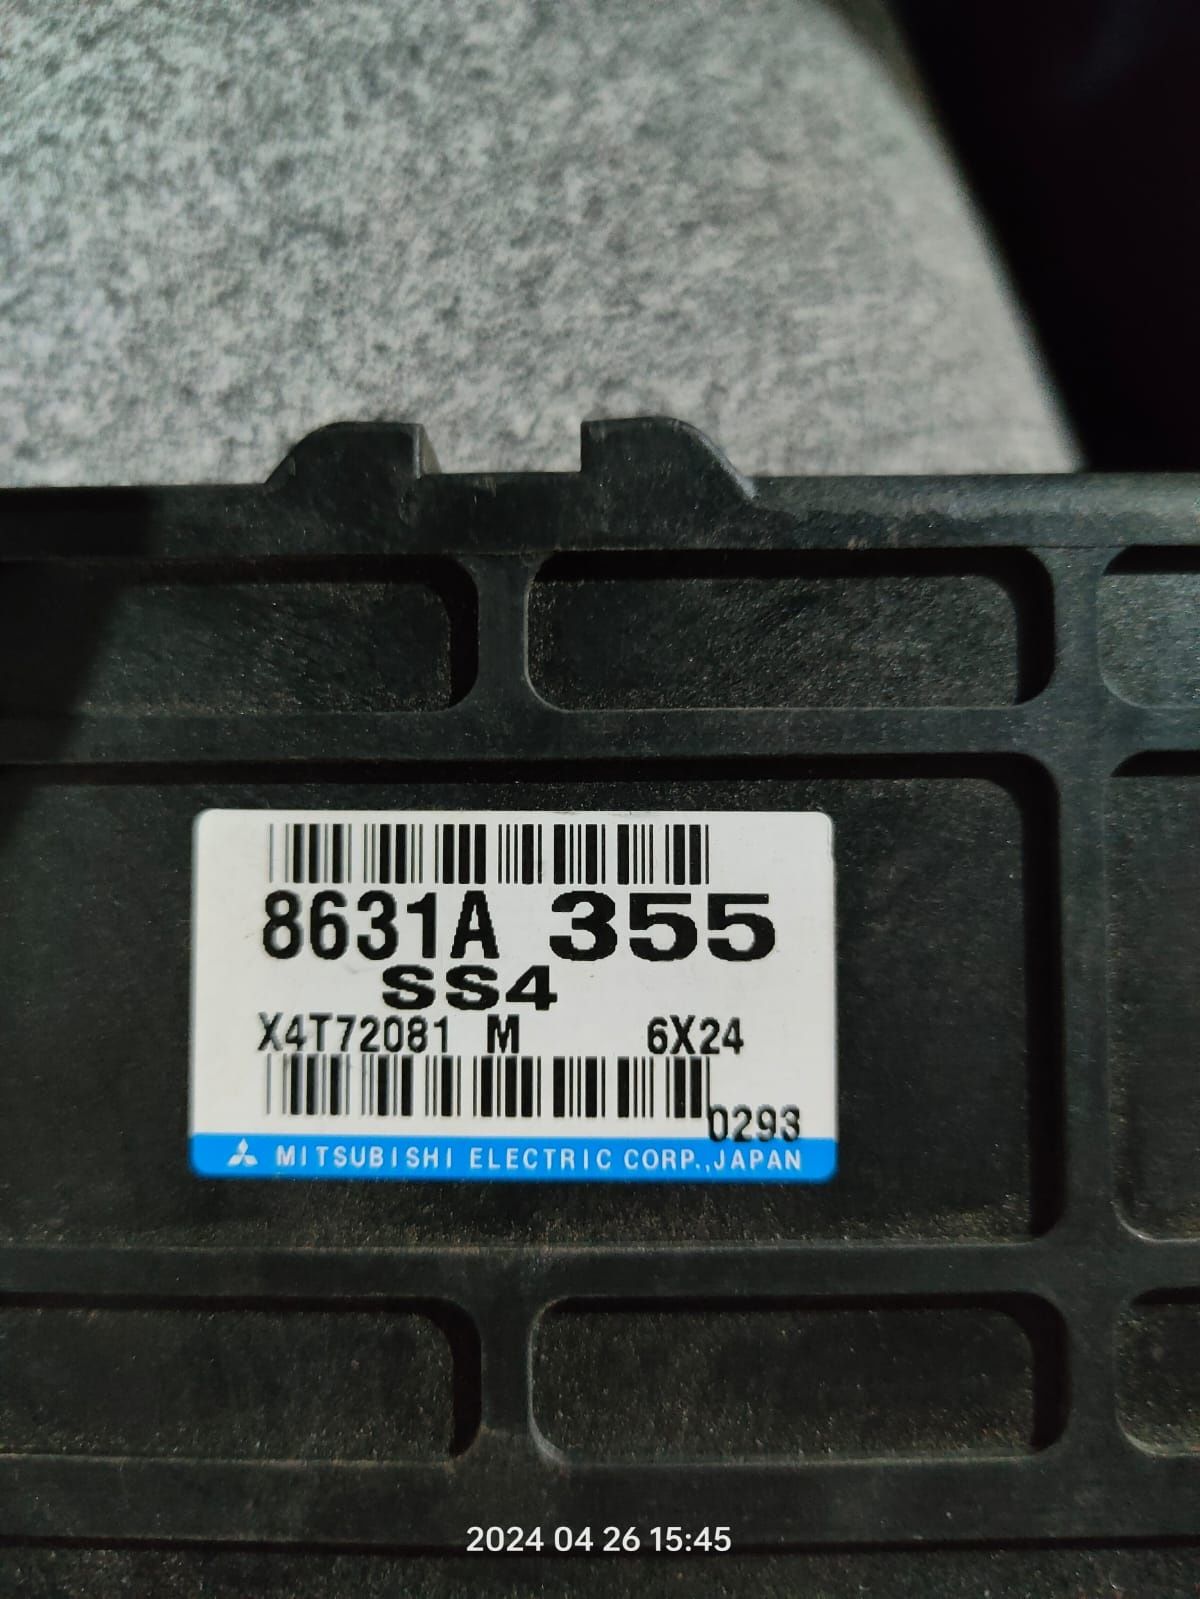 8631A 355
SS4
X4T72081 M 6X24
0293
MITSUBISHI ELECTRIC CORP.,JAPAN
2024 04 26 15:45